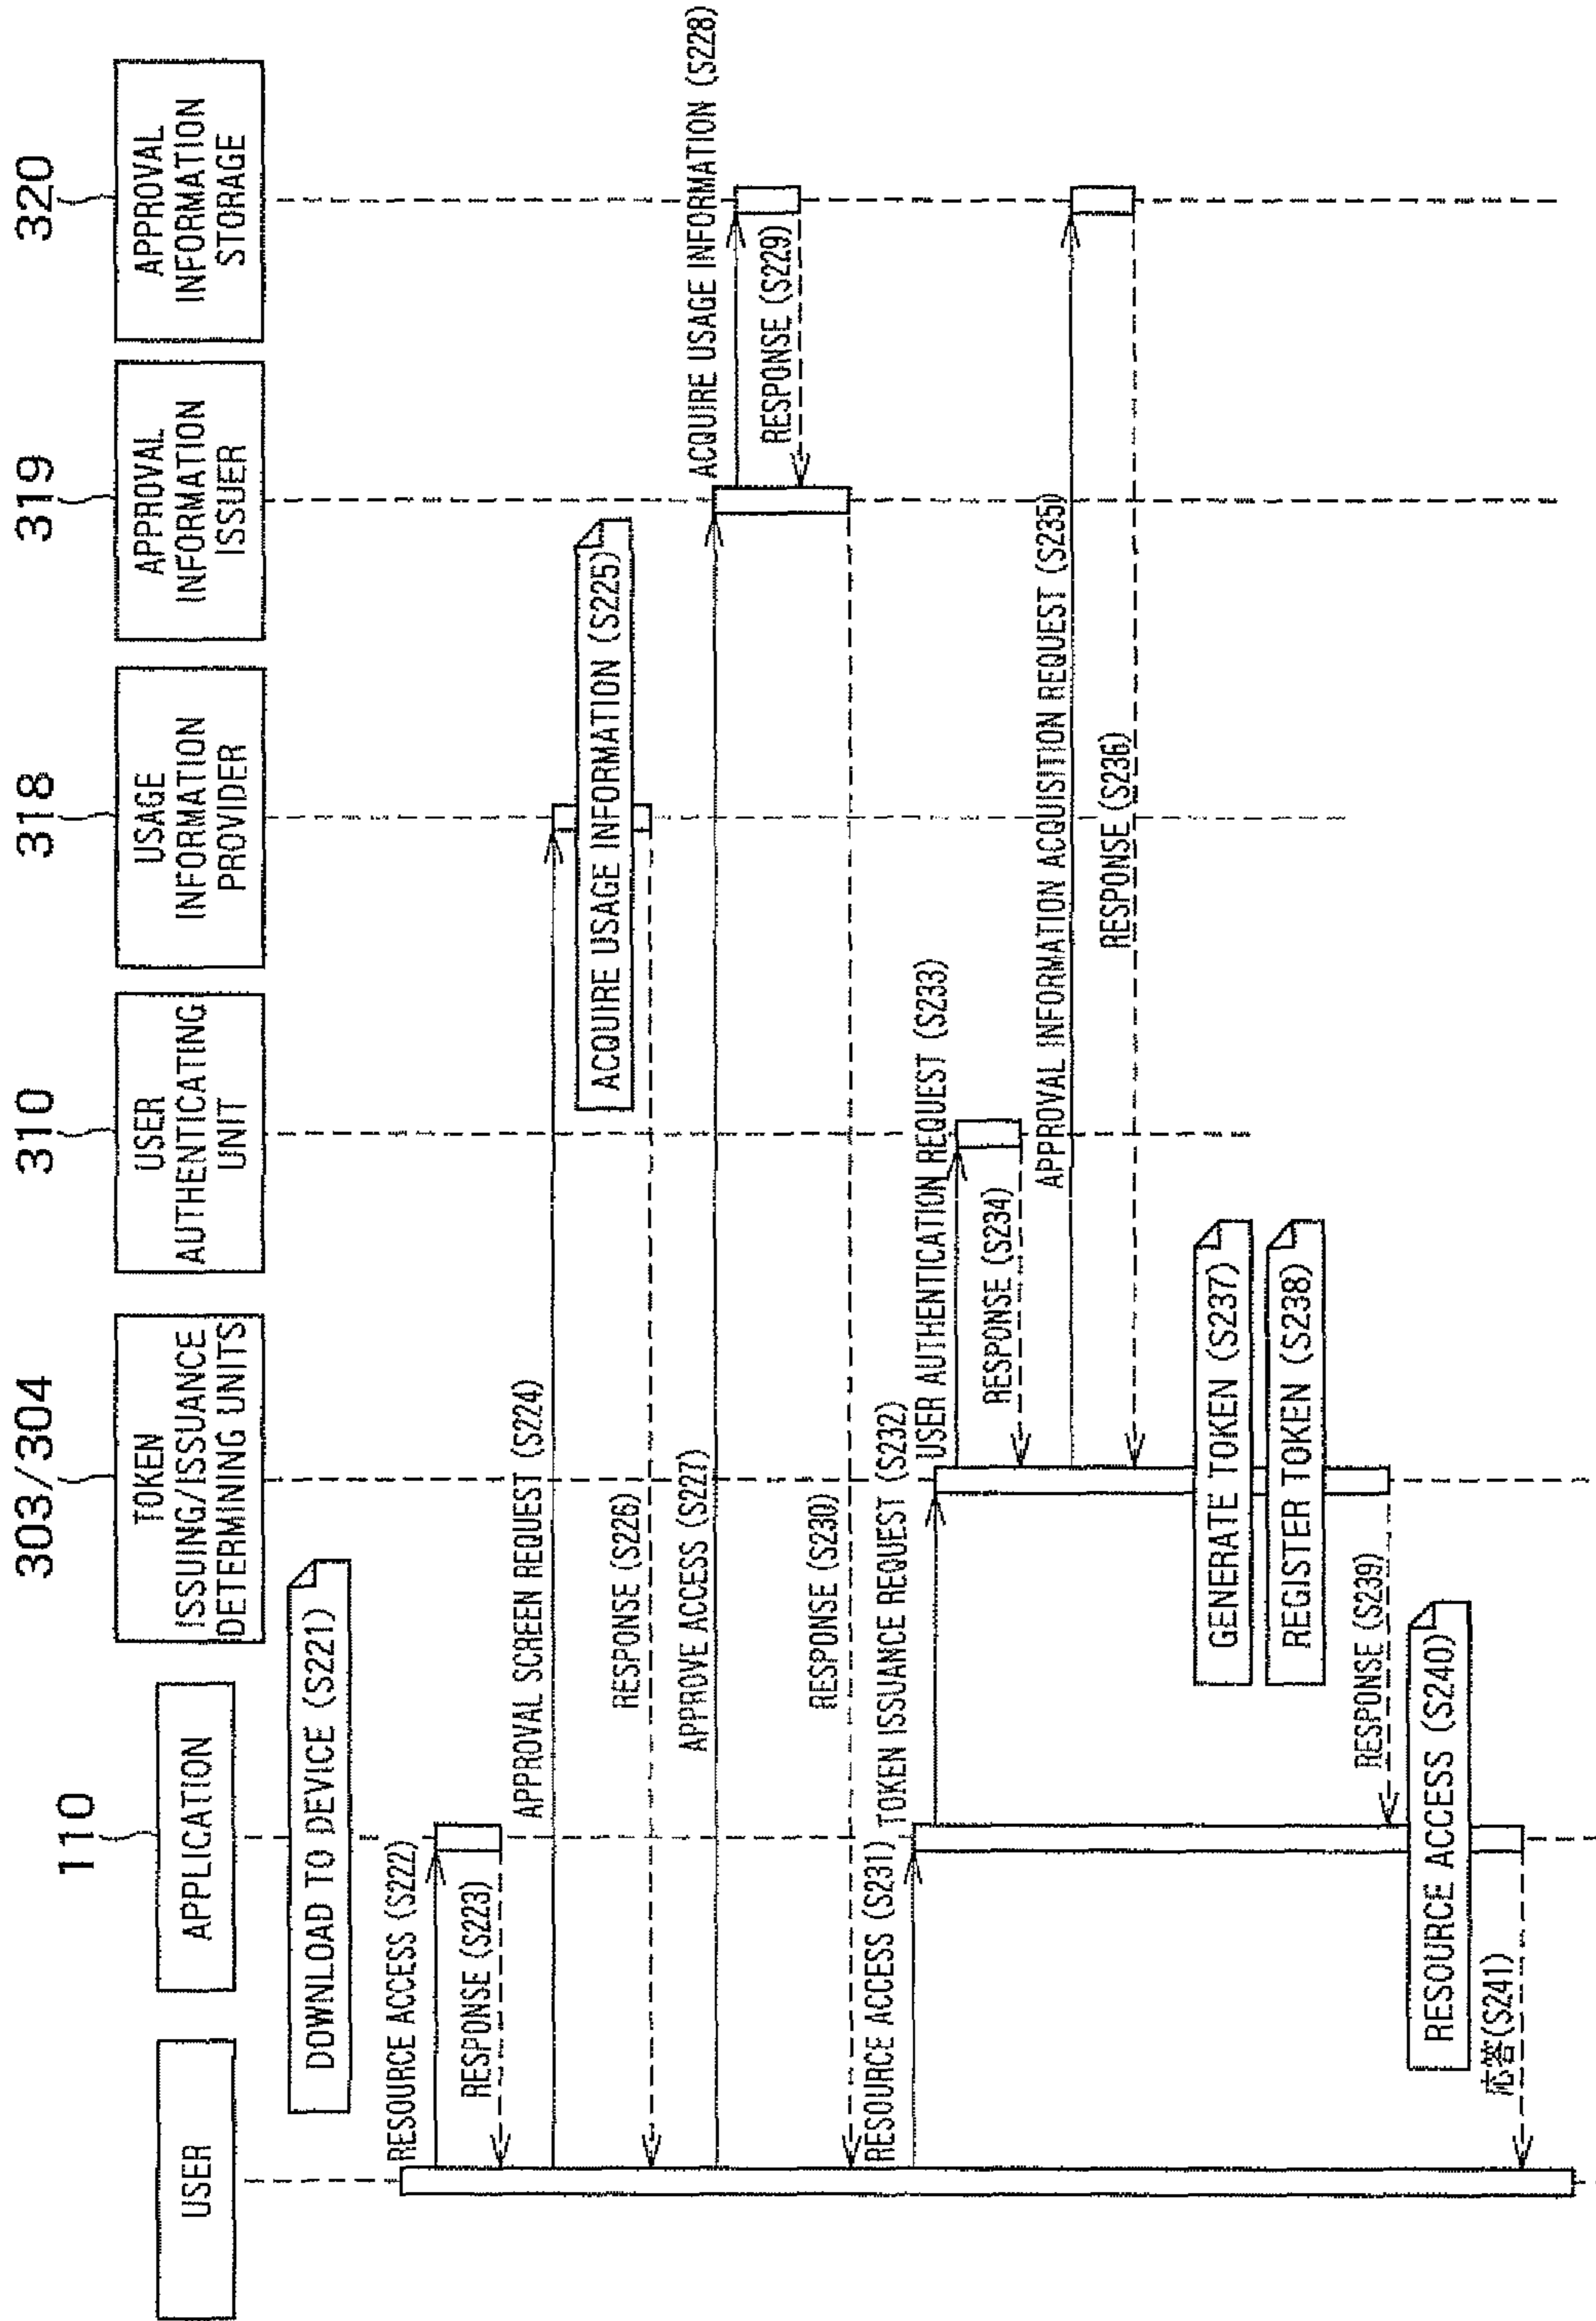 USER
110
APPLICATION
303/304
TOKEN
ISSUING/ISSUANCE
DETERMINING UNITS
310
USER
AUTHENTICATING
UNIT
318
USAGE
INFORMATION
PROVIDER
319
APPROVAL
INFORMATION
ISSUER
320
APPROVAL
INFORMATION
STORAGE
DOWNLOAD TO DEVICE (S221)
RESOURCE ACCESS (S222)
RESPONSE (S223)
APPROVAL SCREEN REQUEST (S224)
ACQUIRE USAGE INFORMATION (S225)
RESPONSE (S226)
APPROVE ACCESS (S227)
ACQUIRE USAGE INFORMATION (S228)
RESPONSE (S229)
RESPONSE (S230)
RESOURCE ACCESS (S231)
TOKEN ISSUANCE REQUEST (S232)
USER AUTHENTICATION REQUEST (S233)
RESPONSE (S234)
APPROVAL INFORMATION ACQUISITION REQUEST (S235)
RESPONSE (S236)
GENERATE TOKEN (S237)
REGISTER TOKEN (S238)
RESPONSE (S239)
RESOURCE ACCESS (S240)
応答(S241)